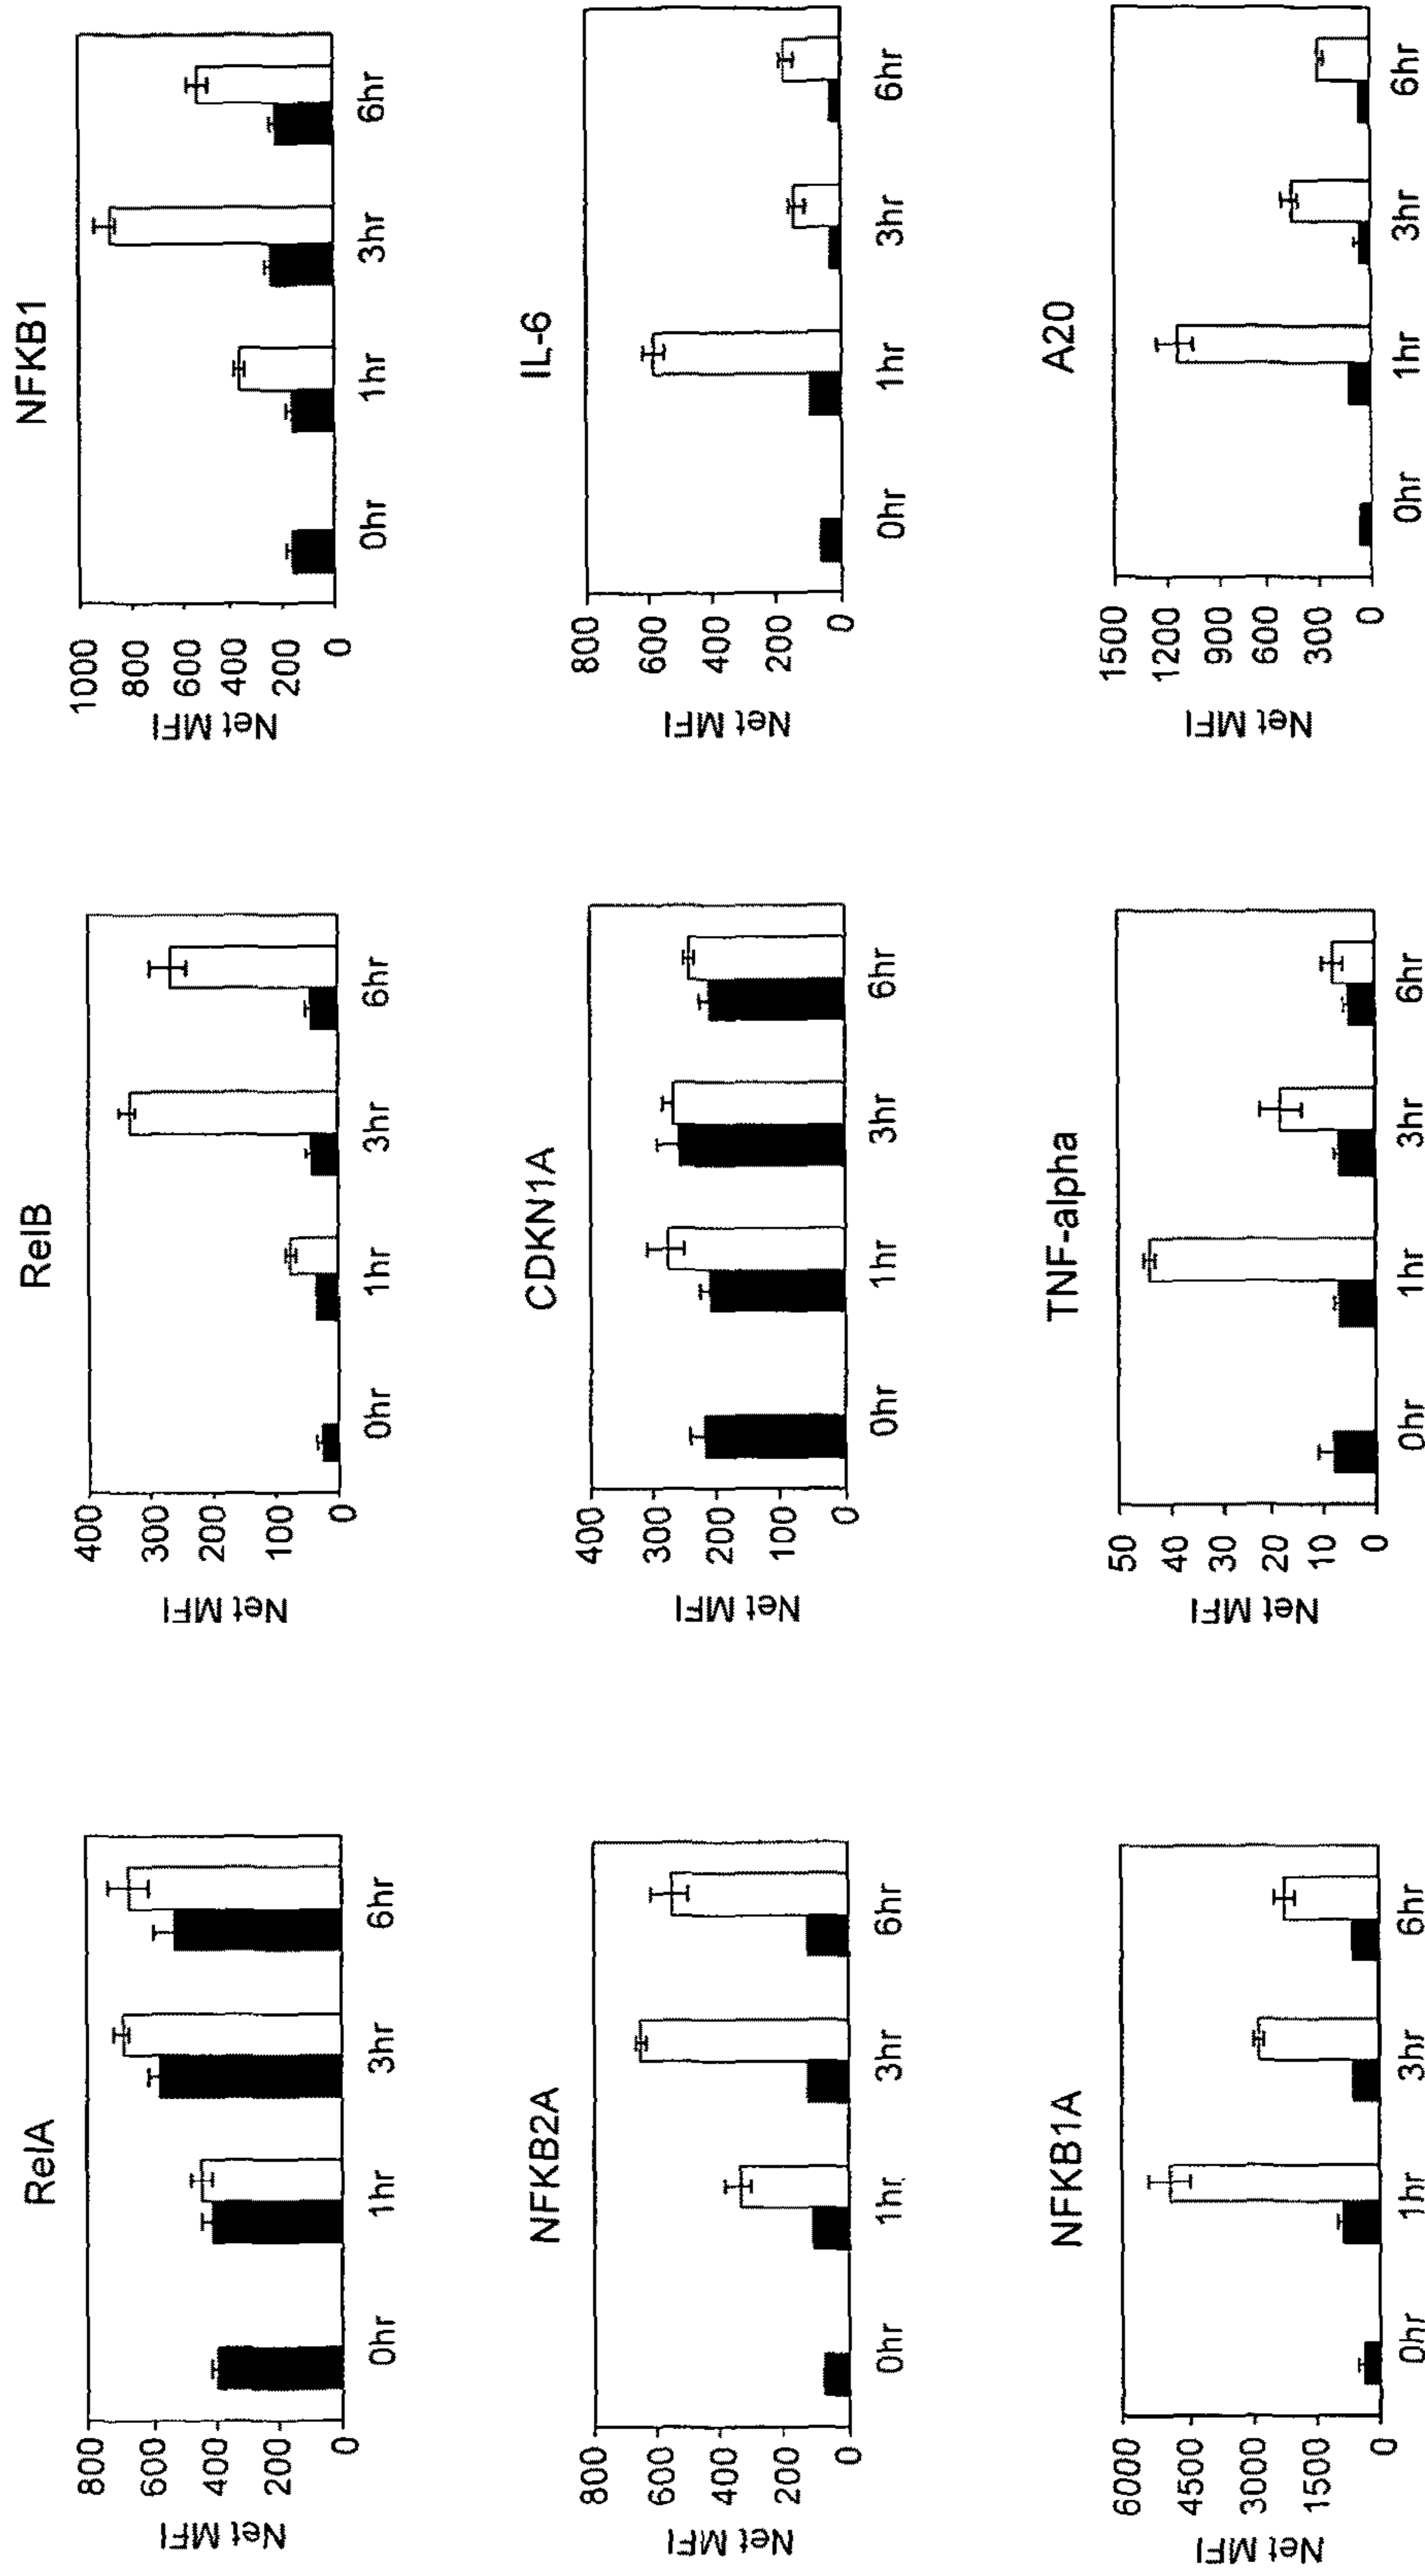 RelA
Net MFI
800
600
400
200
0
0hr
1hr
3hr
6hr
RelB
Net MFI
400
300
200
100
0
0hr
1hr
3hr
6hr
NFKB1
Net MFI
1000
800
600
400
200
0
0hr
1hr
3hr
6hr
NFKB2A
Net MFI
800
600
400
200
0
0hr
1hr
3hr
6hr
CDKN1A
Net MFI
400
300
200
100
0
0hr
1hr
3hr
6hr
IL-6
Net MFI
800
600
400
200
0
0hr
1hr
3hr
6hr
NFKB1A
Net MFI
6000
4500
3000
1500
0
0hr
1hr
3hr
6hr
TNF-alpha
Net MFI
50
40
30
20
10
0
0hr
1hr
3hr
6hr
A20
Net MFI
1500
1200
900
600
300
0
0hr
1hr
3hr
6hr